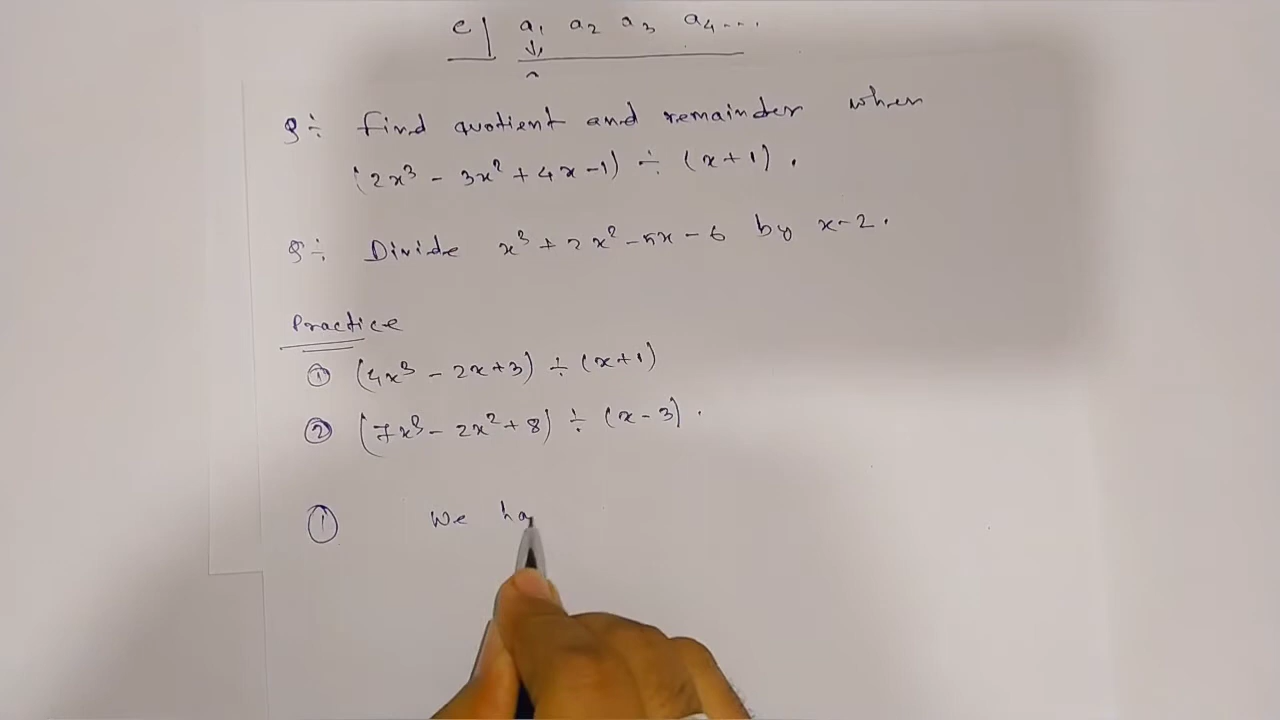 c | a₁ a₂ a₃ a₄ ...
Q÷ find quotient and remainder when
(2x³ - 3x² + 4x - 1) ÷ (x + 1) .
Q÷ Divide x³ + 2x² - 5x - 6 by x - 2 .
Practice
① (4x³ - 2x + 3) ÷ (x + 1)
② (7x³ - 2x² + 8) ÷ (x - 3) .
① We ha